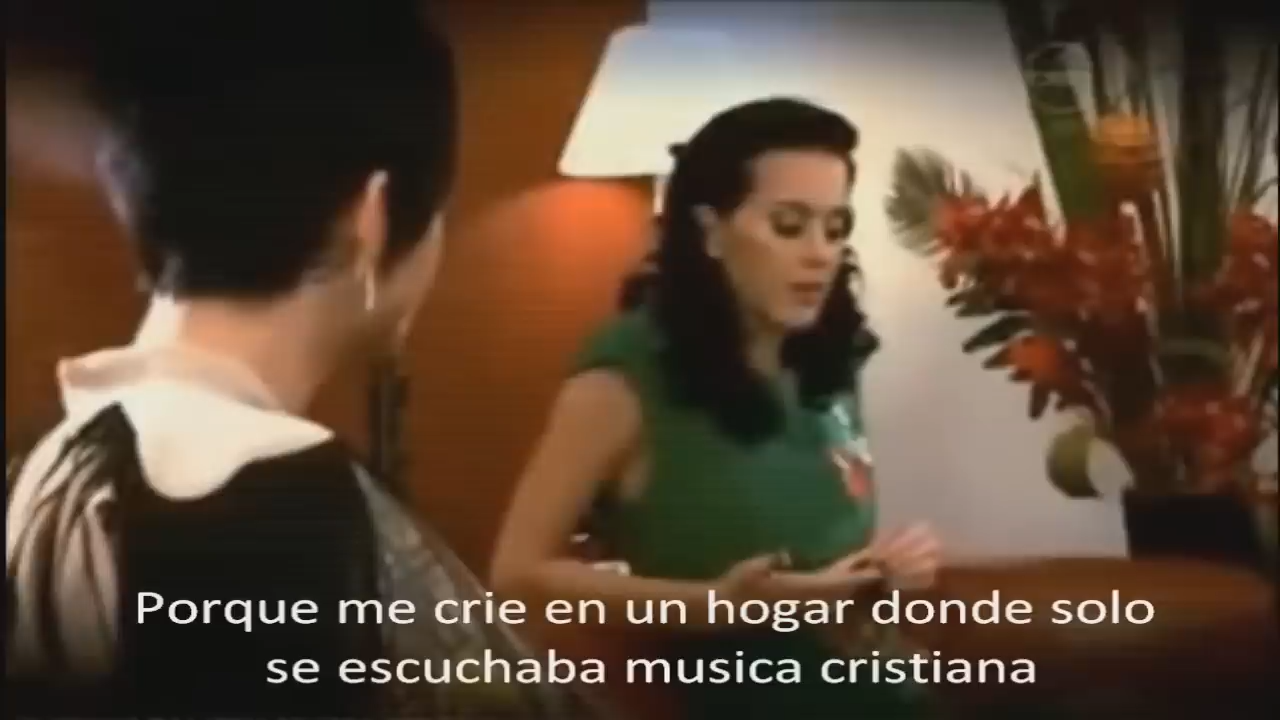 Porque me crie en un hogar donde solo
se escuchaba musica cristiana